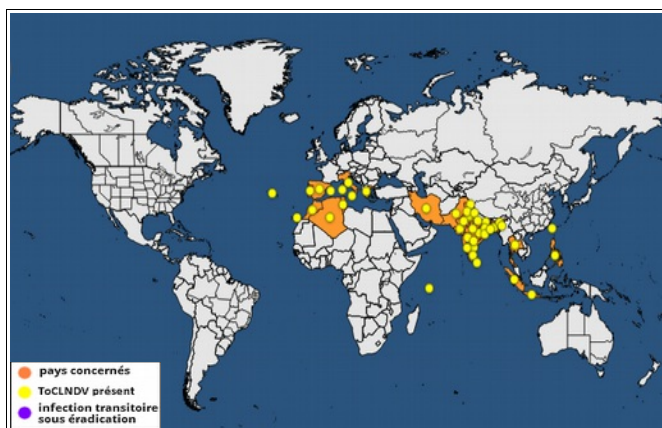 pays concernés
ToCLNDV présent
infection transitoire
sous éradication